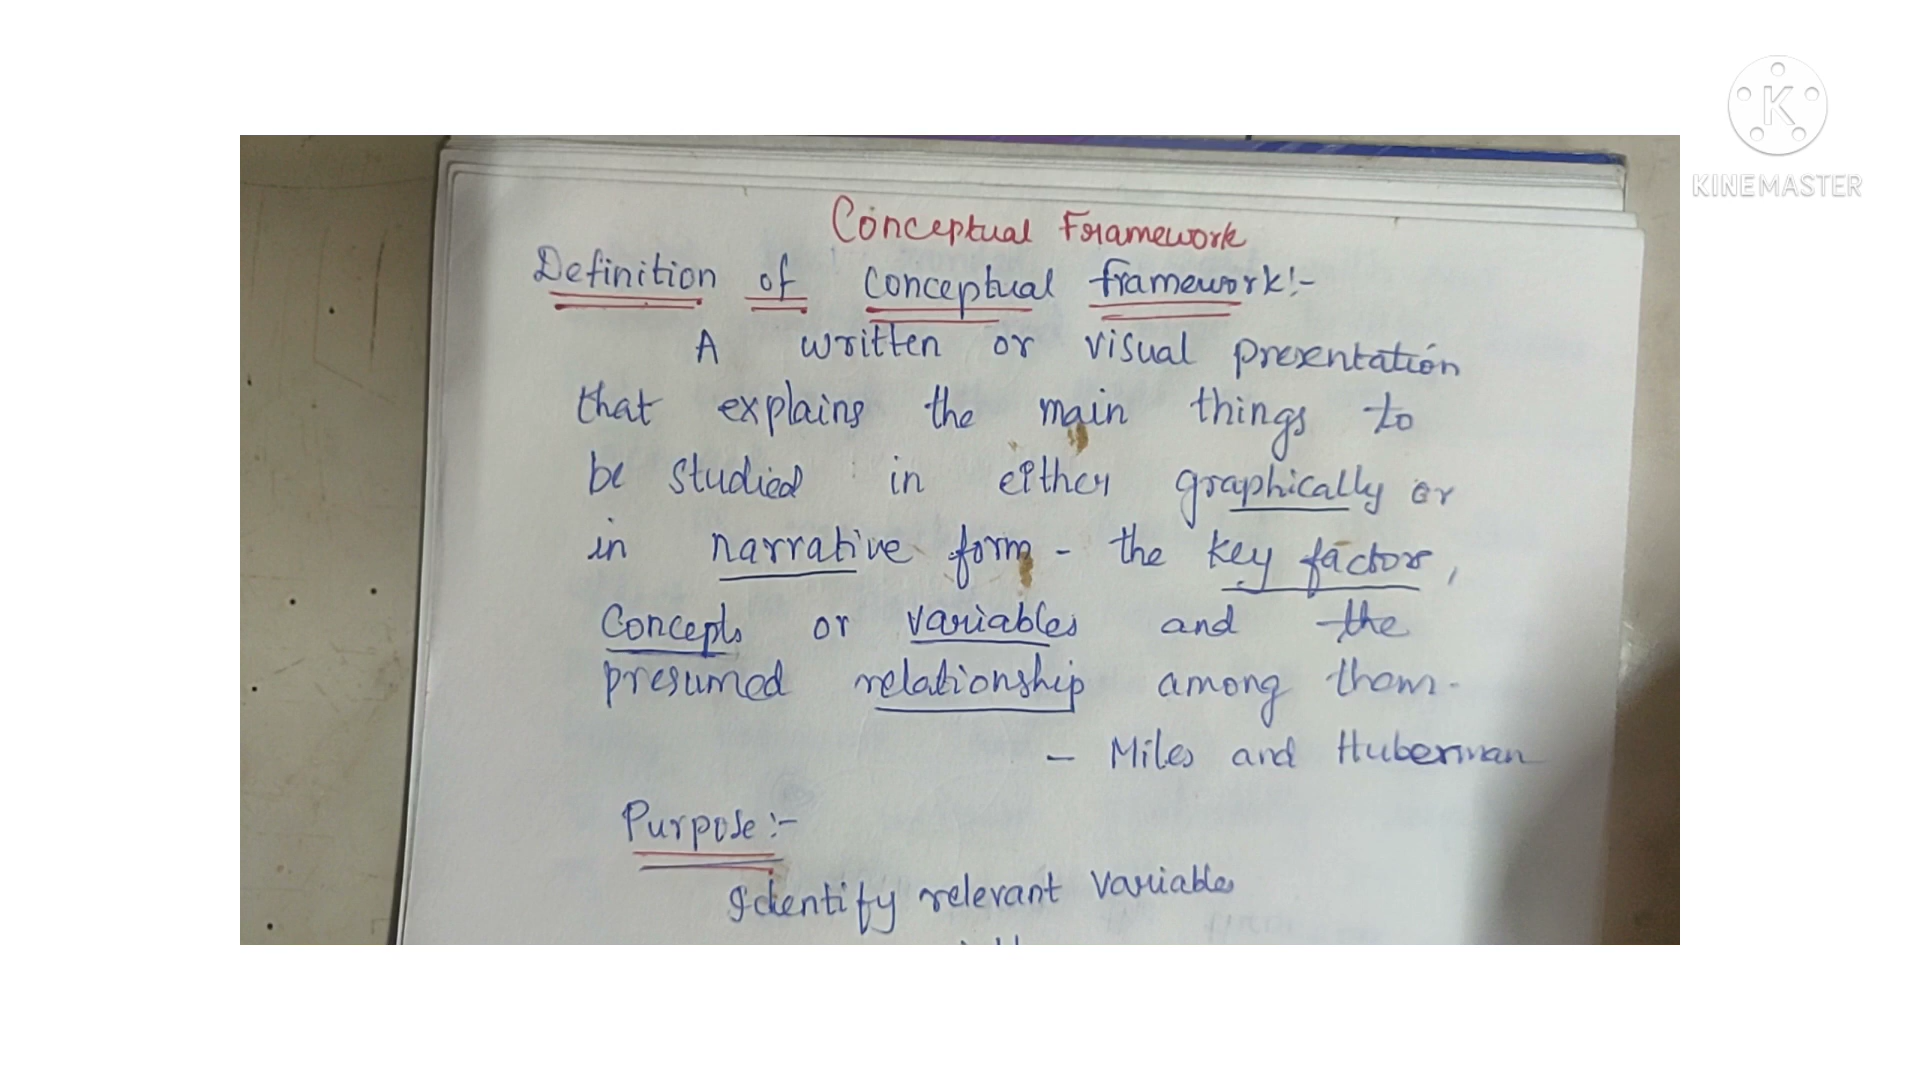 K
KINEMASTER
Conceptual Framework
Definition of conceptual framework:-
A written or visual presentation
that explains the main things to
be studied in either graphically or
in narrative form - the key factors,
Concepts or variables and the
presumed relationship among them.
- Miles and Huberman
Purpose:-
Identify relevant variables